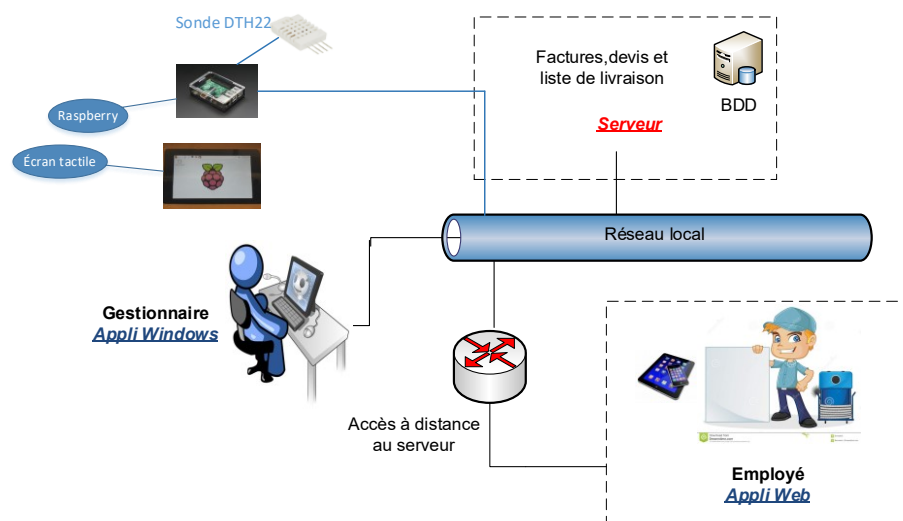 Sonde DTH22
Factures,devis et
liste de livraison
BDD
Serveur
Raspberry
Écran tactile
Réseau local
Gestionnaire
Appli Windows
Accès à distance
au serveur
Employé
Appli Web